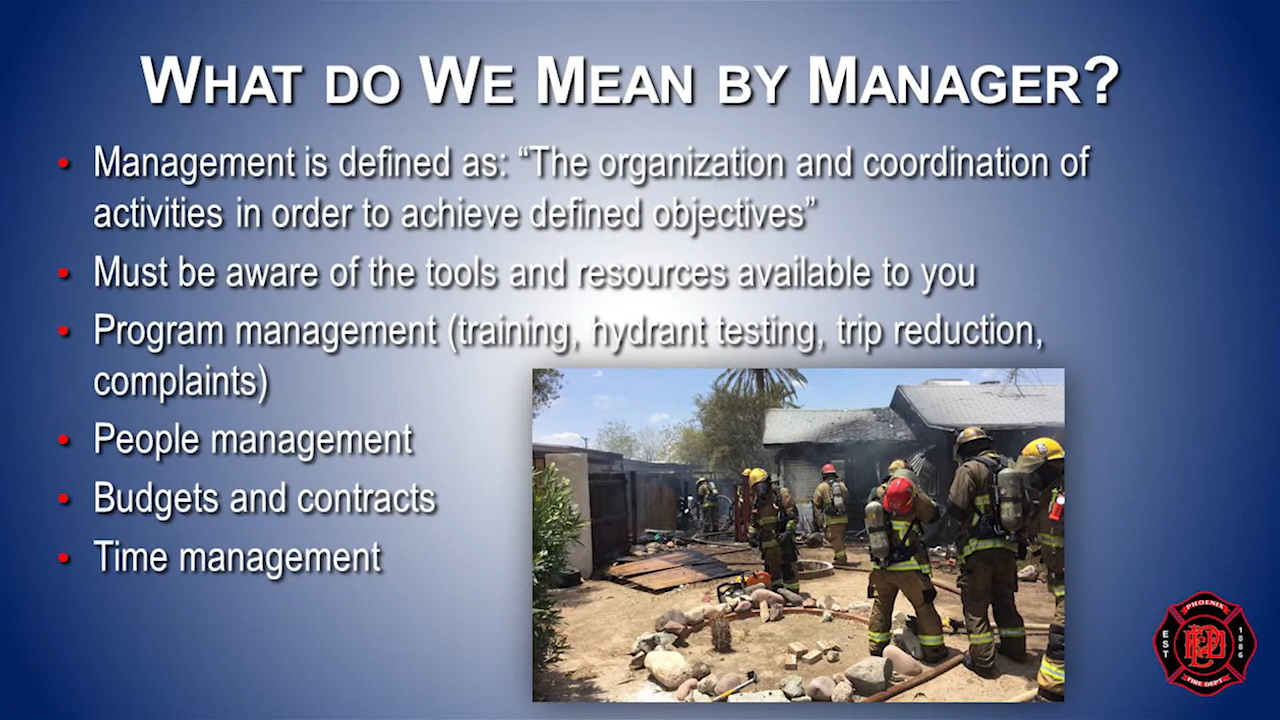 WHAT DO WE MEAN BY MANAGER?
• Management is defined as: “The organization and coordination of
activities in order to achieve defined objectives”
• Must be aware of the tools and resources available to you
• Program management (training, hydrant testing, trip reduction,
complaints)
• People management
• Budgets and contracts
• Time management
PHOENIX
EST
1886
PFD
FIRE DEPT.